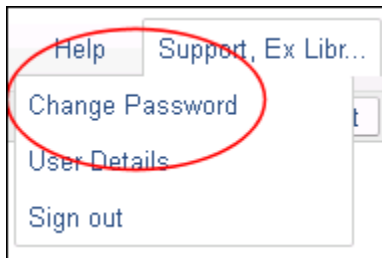 Help Support, Ex Libr...
Change Password
t
User Details
Sign out